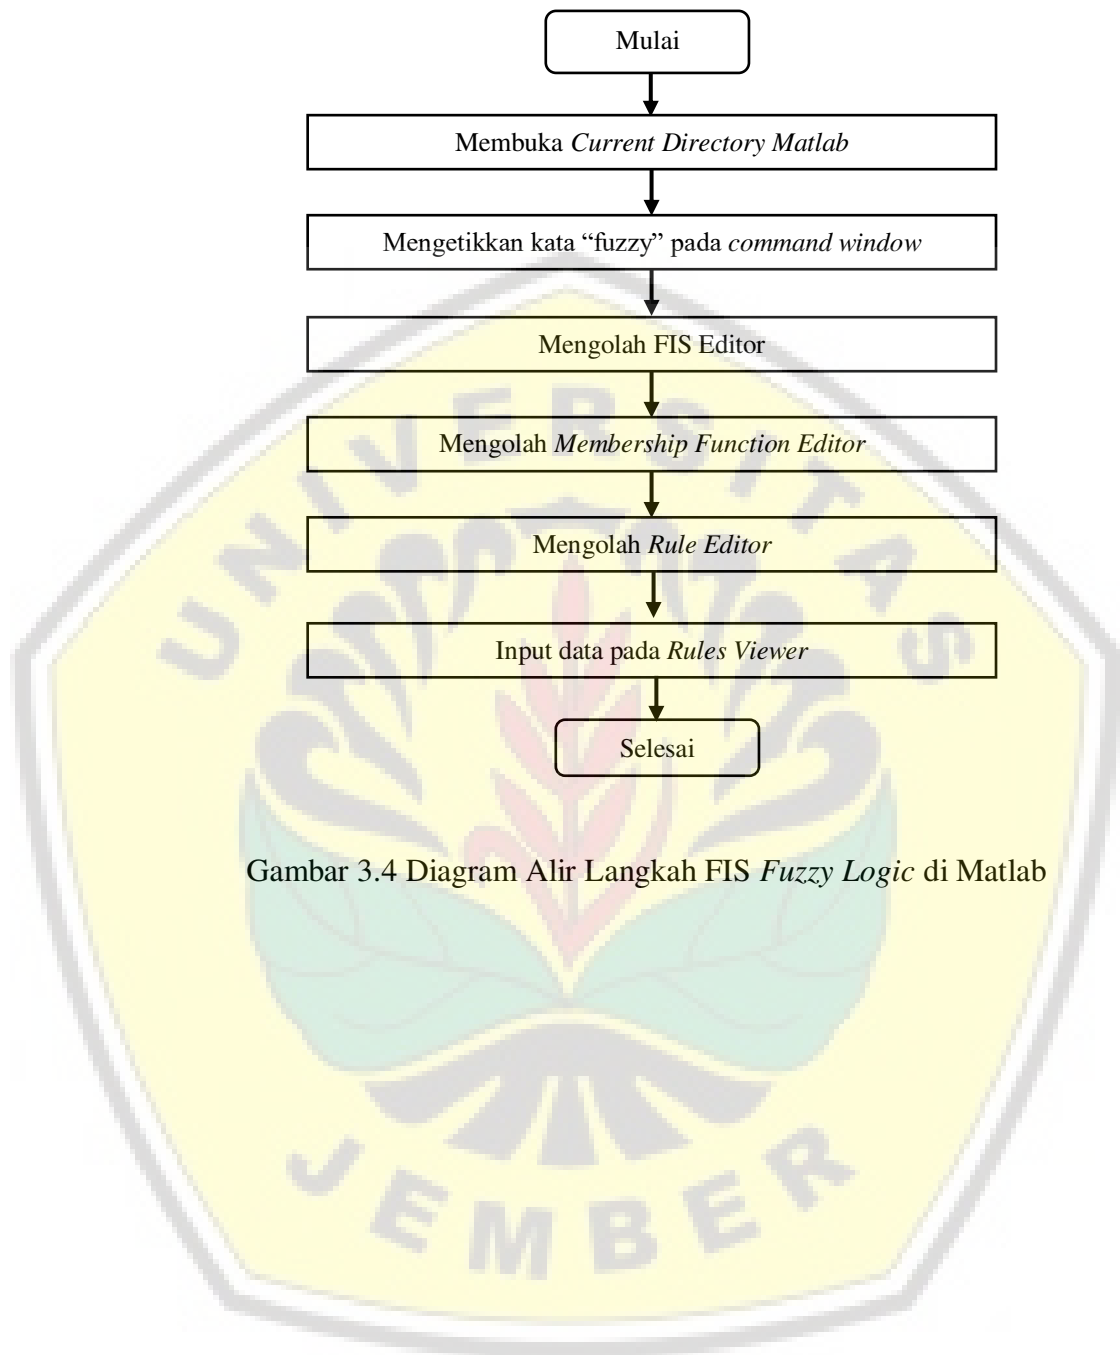 Mulai
Membuka Current Directory Matlab
Mengetikkan kata “fuzzy” pada command window
Mengolah FIS Editor
Mengolah Membership Function Editor
Mengolah Rule Editor
Input data pada Rules Viewer
Selesai
Gambar 3.4 Diagram Alir Langkah FIS Fuzzy Logic di Matlab
UNIVERSITAS
JEMBER